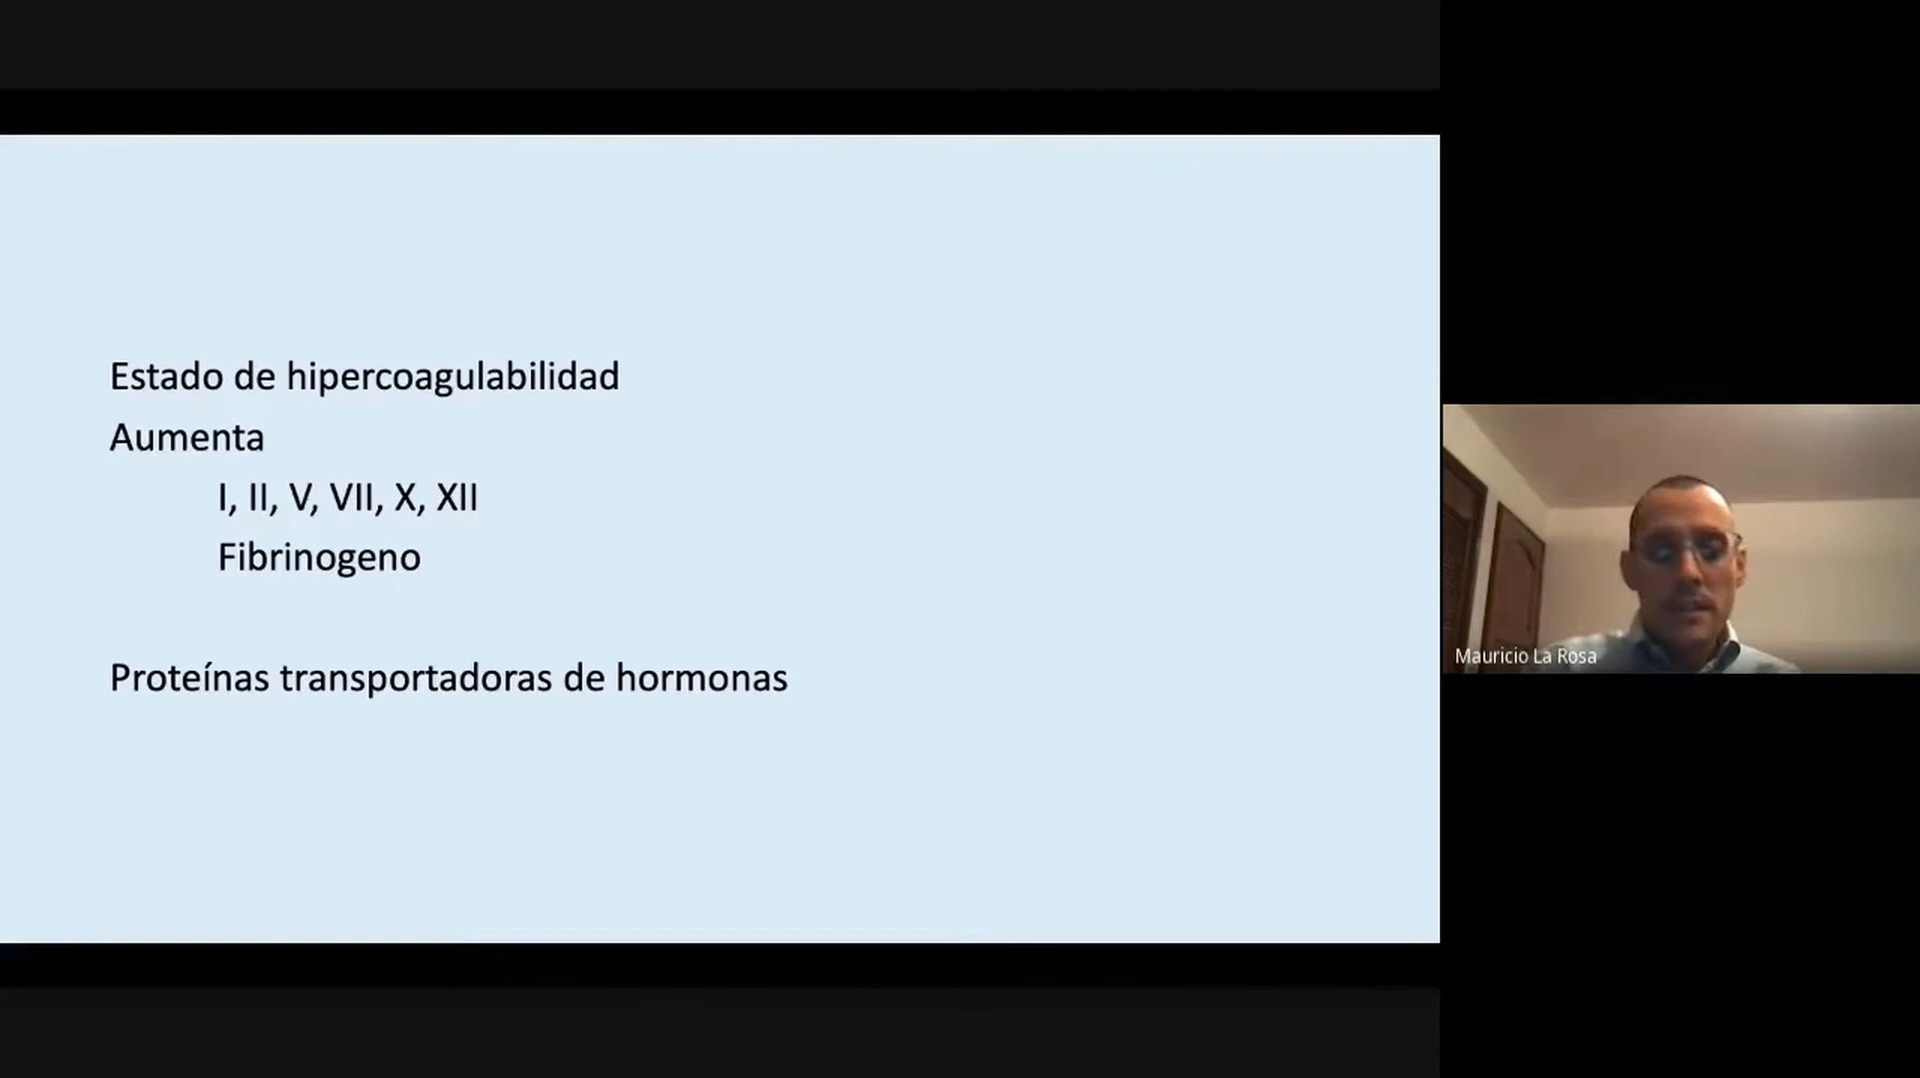 Estado de hipercoagulabilidad
Aumenta
I, II, V, VII, X, XII
Fibrinogeno
Proteínas transportadoras de hormonas
Mauricio La Rosa